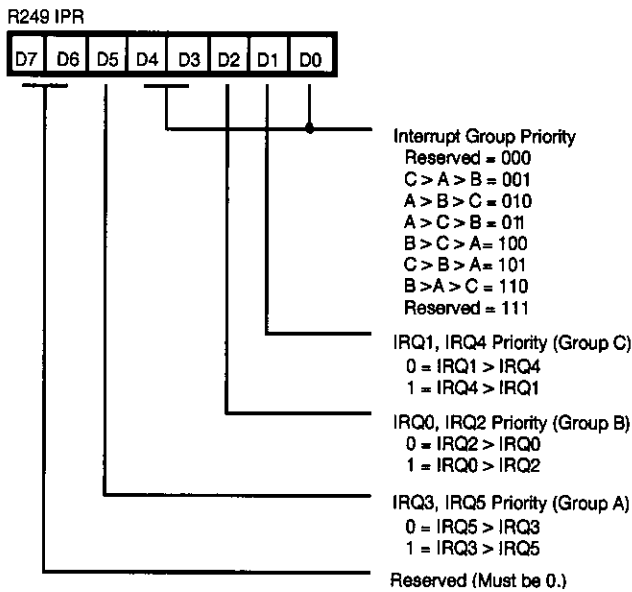 R249 IPR
D7 D6 D5 D4 D3 D2 D1 D0
Interrupt Group Priority
Reserved = 000
C > A > B = 001
A > B > C = 010
A > C > B = 011
B > C > A = 100
C > B > A = 101
B > A > C = 110
Reserved = 111
IRQ1, IRQ4 Priority (Group C)
0 = IRQ1 > IRQ4
1 = IRQ4 > IRQ1
IRQ0, IRQ2 Priority (Group B)
0 = IRQ2 > IRQ0
1 = IRQ0 > IRQ2
IRQ3, IRQ5 Priority (Group A)
0 = IRQ5 > IRQ3
1 = IRQ3 > IRQ5
Reserved (Must be 0.)